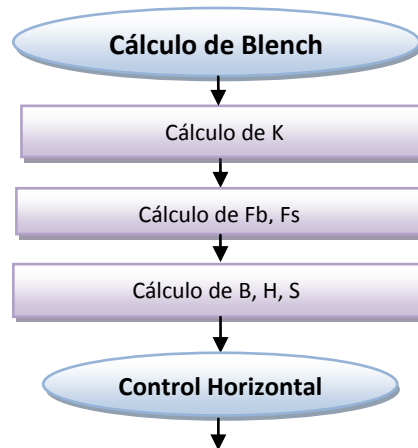 Cálculo de Blench
Cálculo de K
Cálculo de Fb, Fs
Cálculo de B, H, S
Control Horizontal